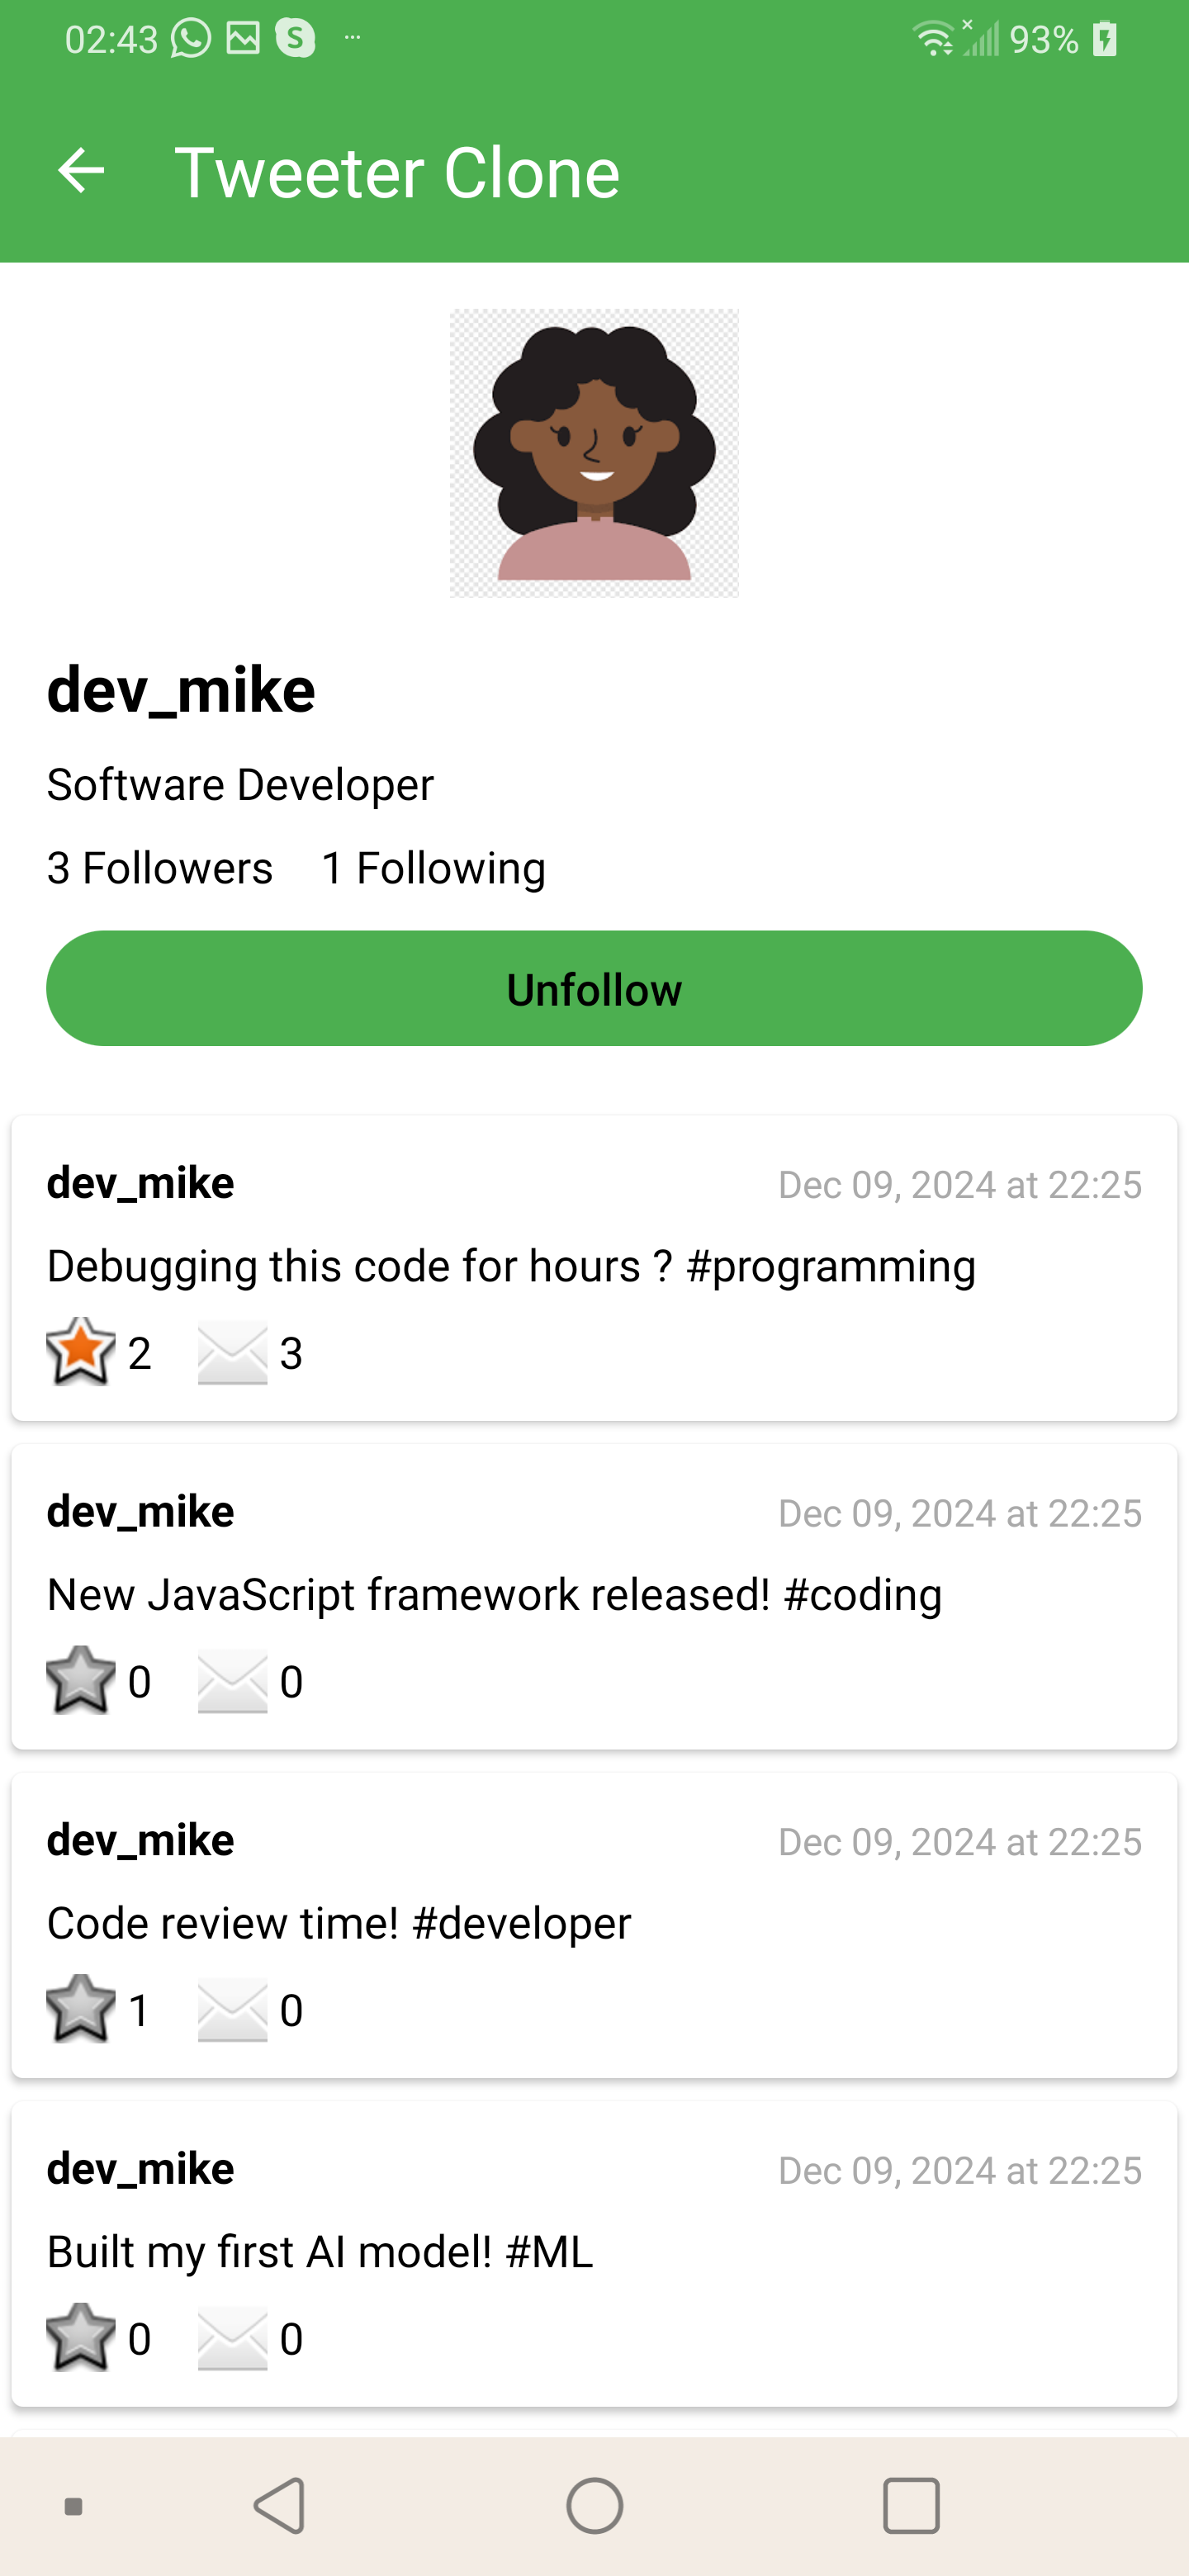 02:43 S ... 93%
Tweeter Clone
dev_mike
Software Developer
3 Followers 1 Following
Unfollow
dev_mike Dec 09, 2024 at 22:25
Debugging this code for hours ? #programming
2 3
dev_mike Dec 09, 2024 at 22:25
New JavaScript framework released! #coding
0 0
dev_mike Dec 09, 2024 at 22:25
Code review time! #developer
1 0
dev_mike Dec 09, 2024 at 22:25
Built my first AI model! #ML
0 0